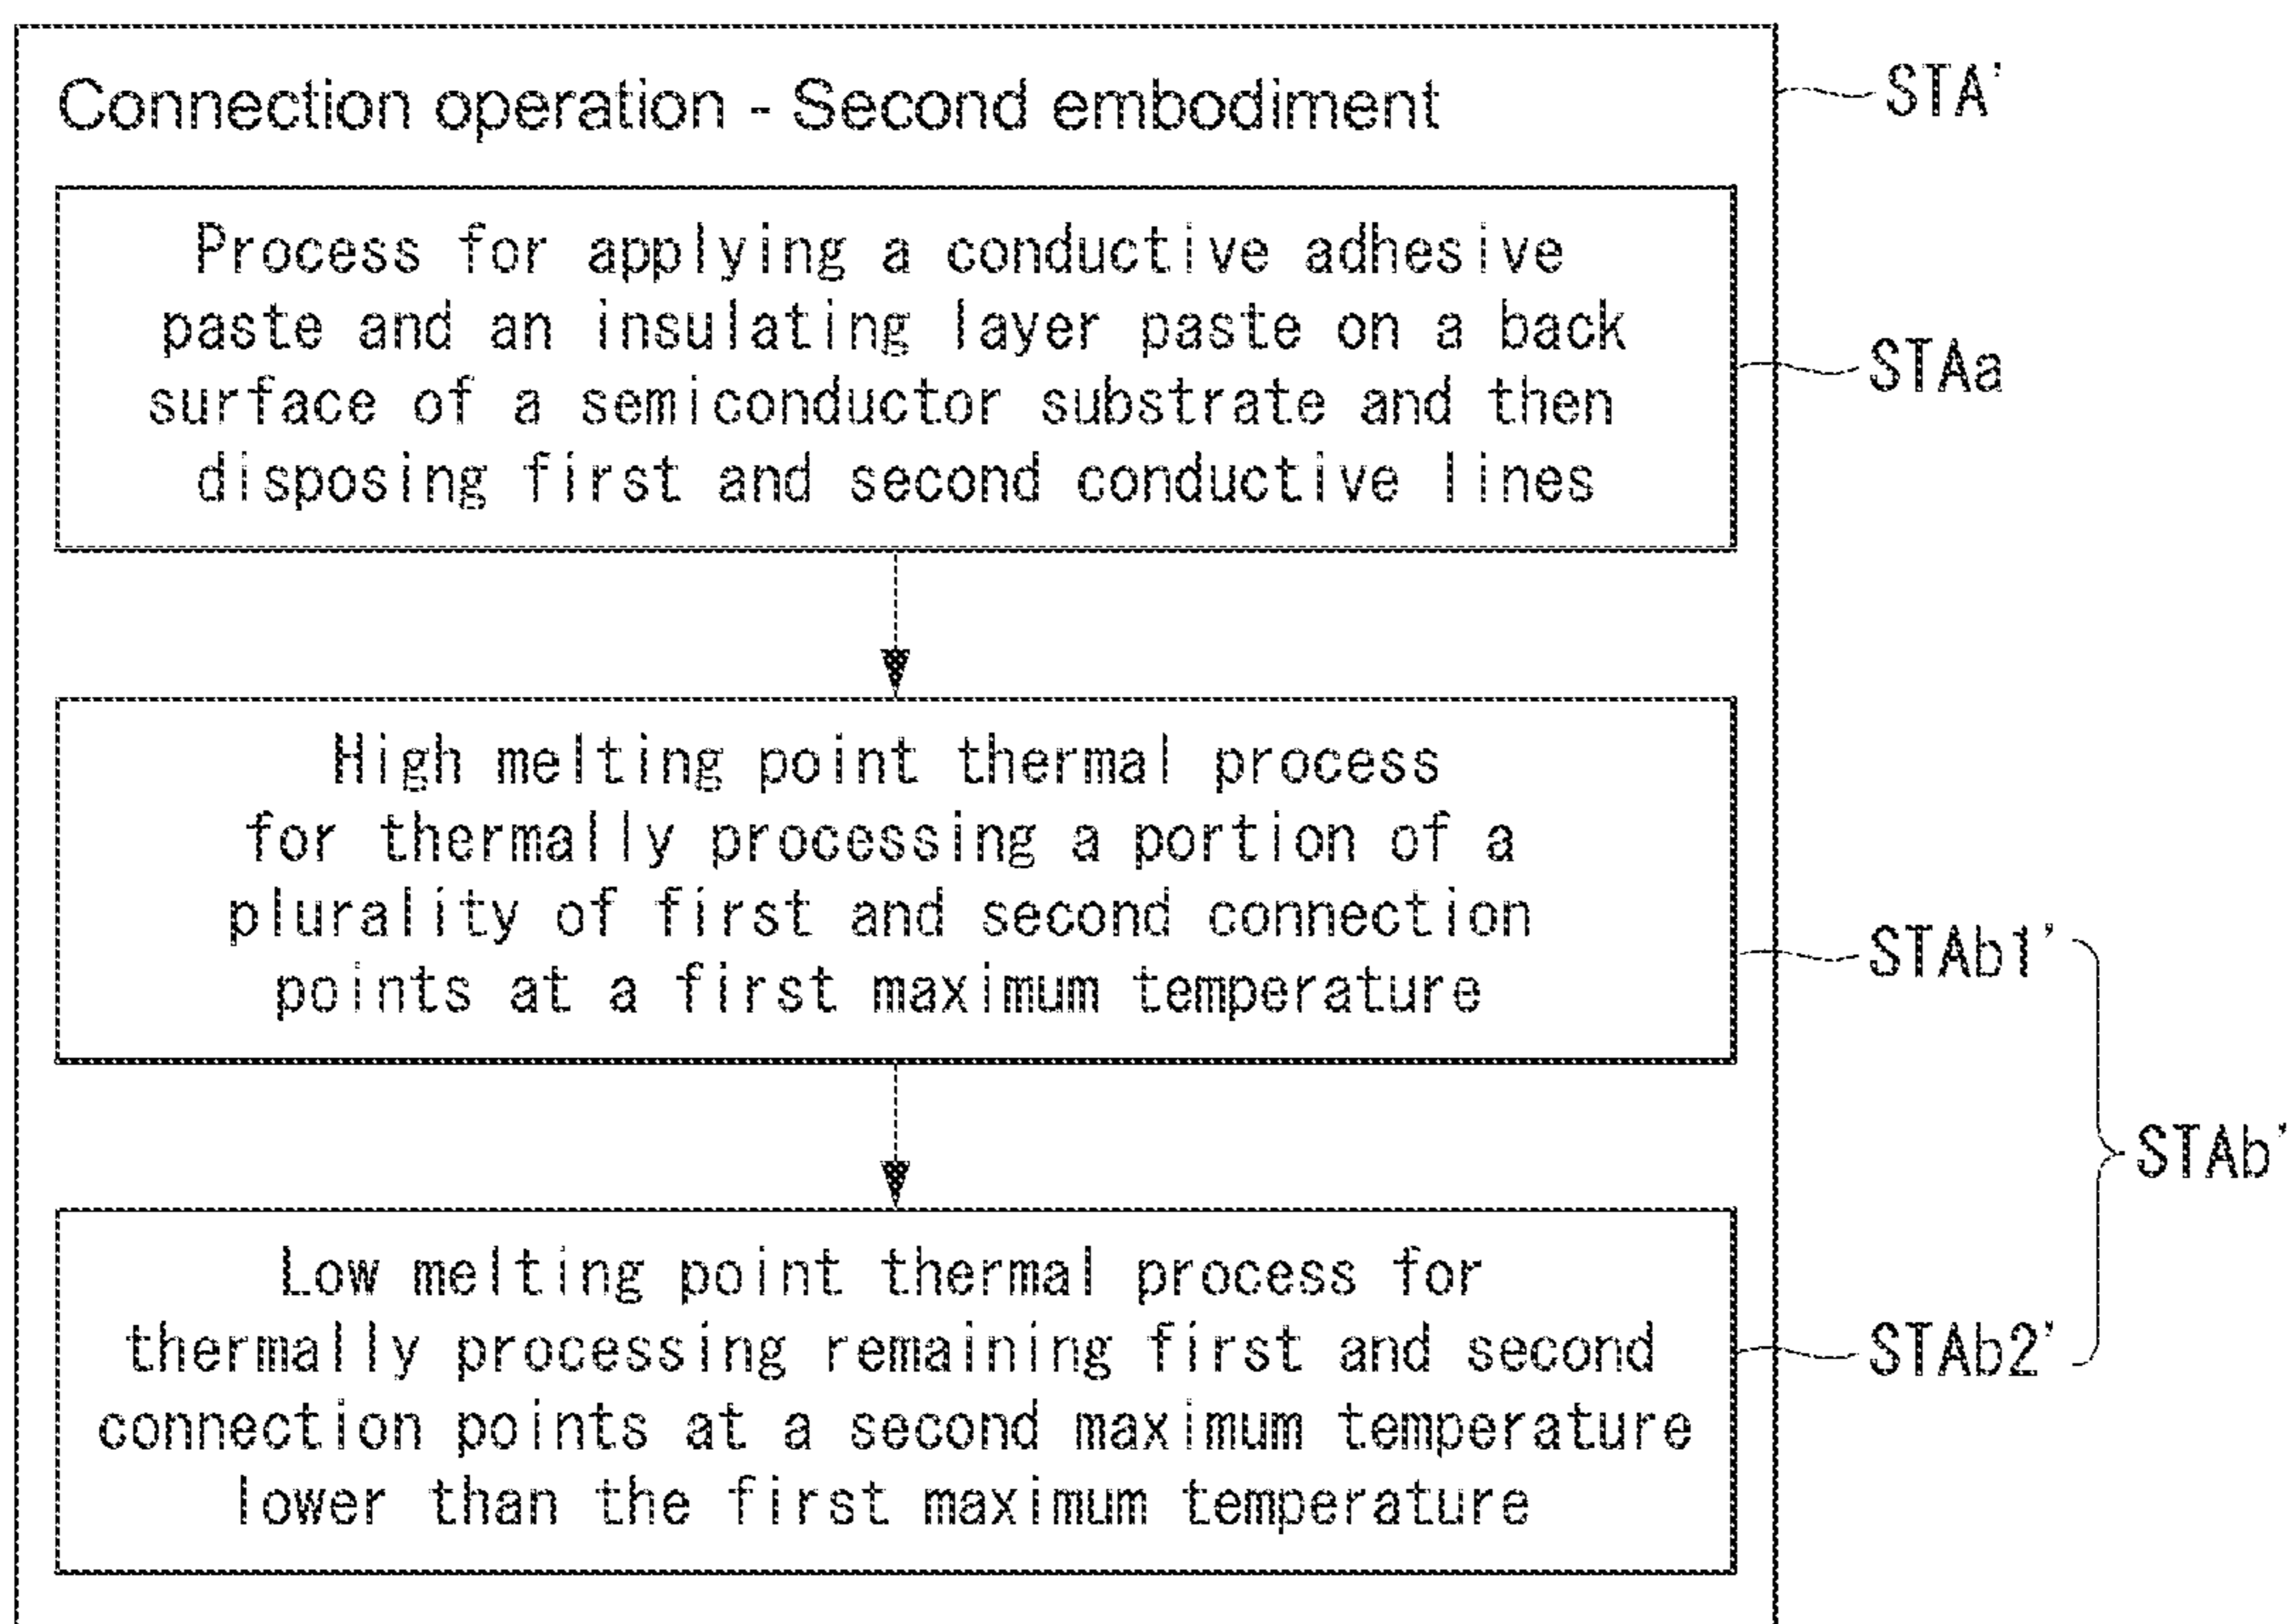 Connection operation - Second embodiment
STA'
Process for applying a conductive adhesive
paste and an insulating layer paste on a back
surface of a semiconductor substrate and then
disposing first and second conductive lines
STAa
High melting point thermal process
for thermally processing a portion of a
plurality of first and second connection
points at a first maximum temperature
STAb1'
STAb'
Low melting point thermal process for
thermally processing remaining first and second
connection points at a second maximum temperature
lower than the first maximum temperature
STAb2'